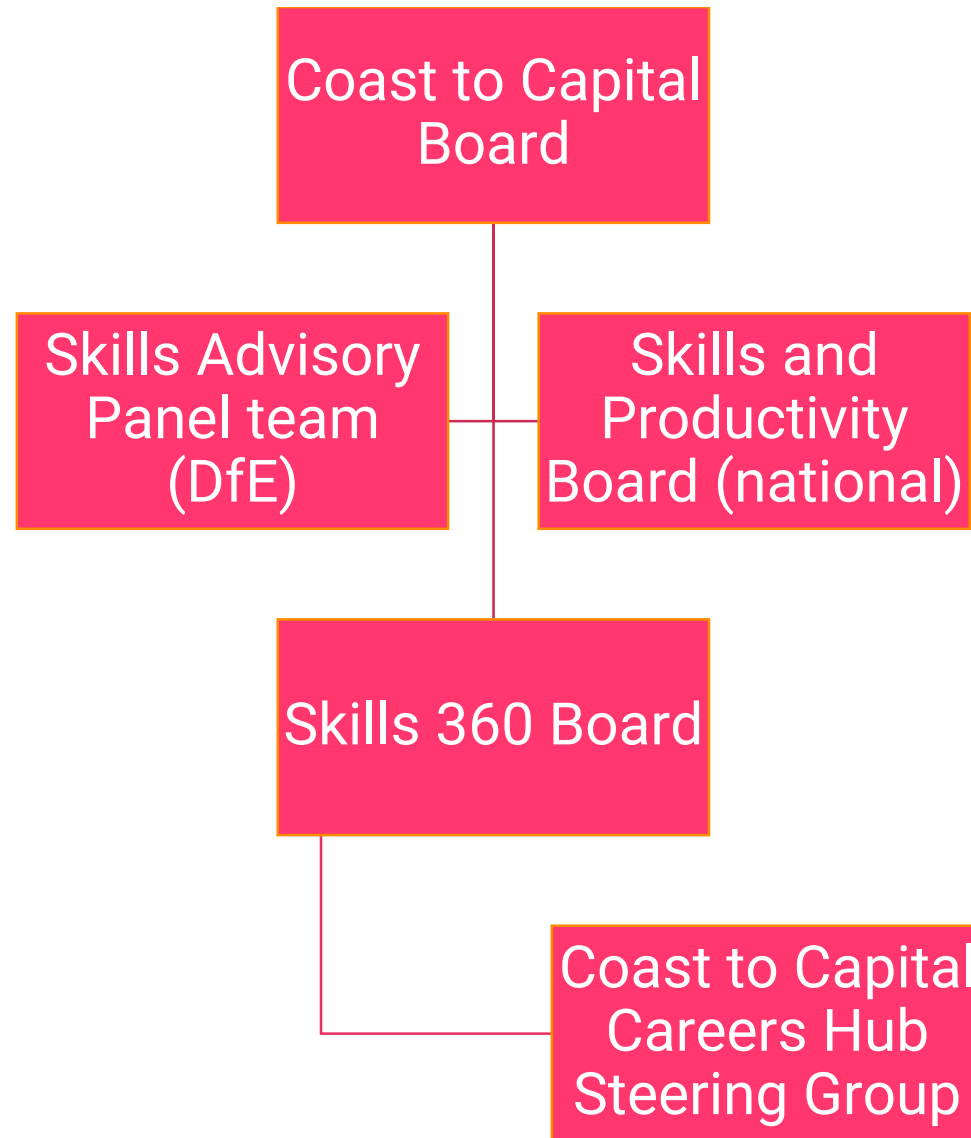 Coast to Capital
Board
Skills Advisory
Panel team
(DfE)
Skills and
Productivity
Board (national)
Skills 360 Board
Coast to Capital
Careers Hub
Steering Group